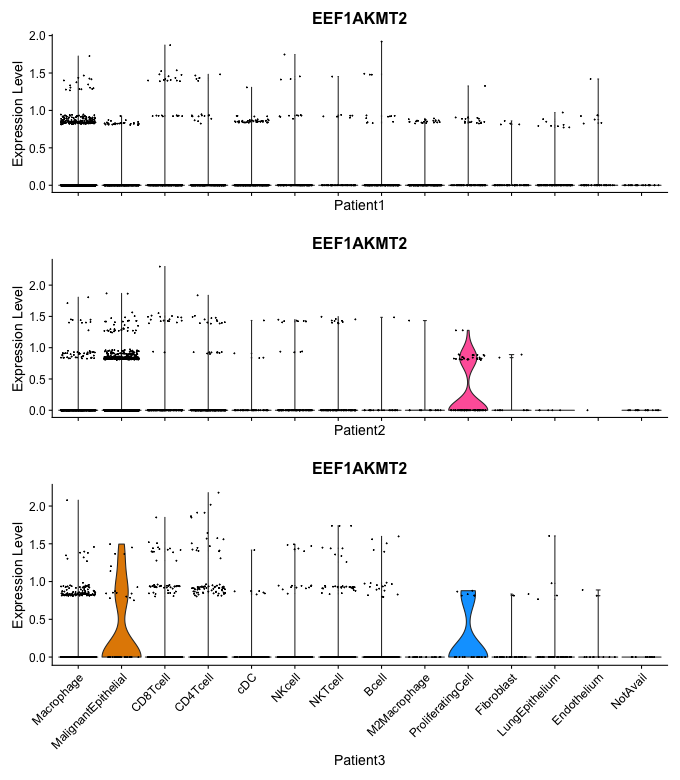 EEF1AKMT2
Expression Level
2.0
1.5
1.0
0.5
0.0
Patient1
EEF1AKMT2
Expression Level
2.0
1.5
1.0
0.5
0.0
Patient2
EEF1AKMT2
Expression Level
2.0
1.5
1.0
0.5
0.0
Macrophage
MalignantEpithelial
CD8Tcell
CD4Tcell
cDC
NKcell
NKTcell
Bcell
M2Macrophage
ProliferatingCell
Fibroblast
LungEpithelium
Endothelium
NotAvail
Patient3